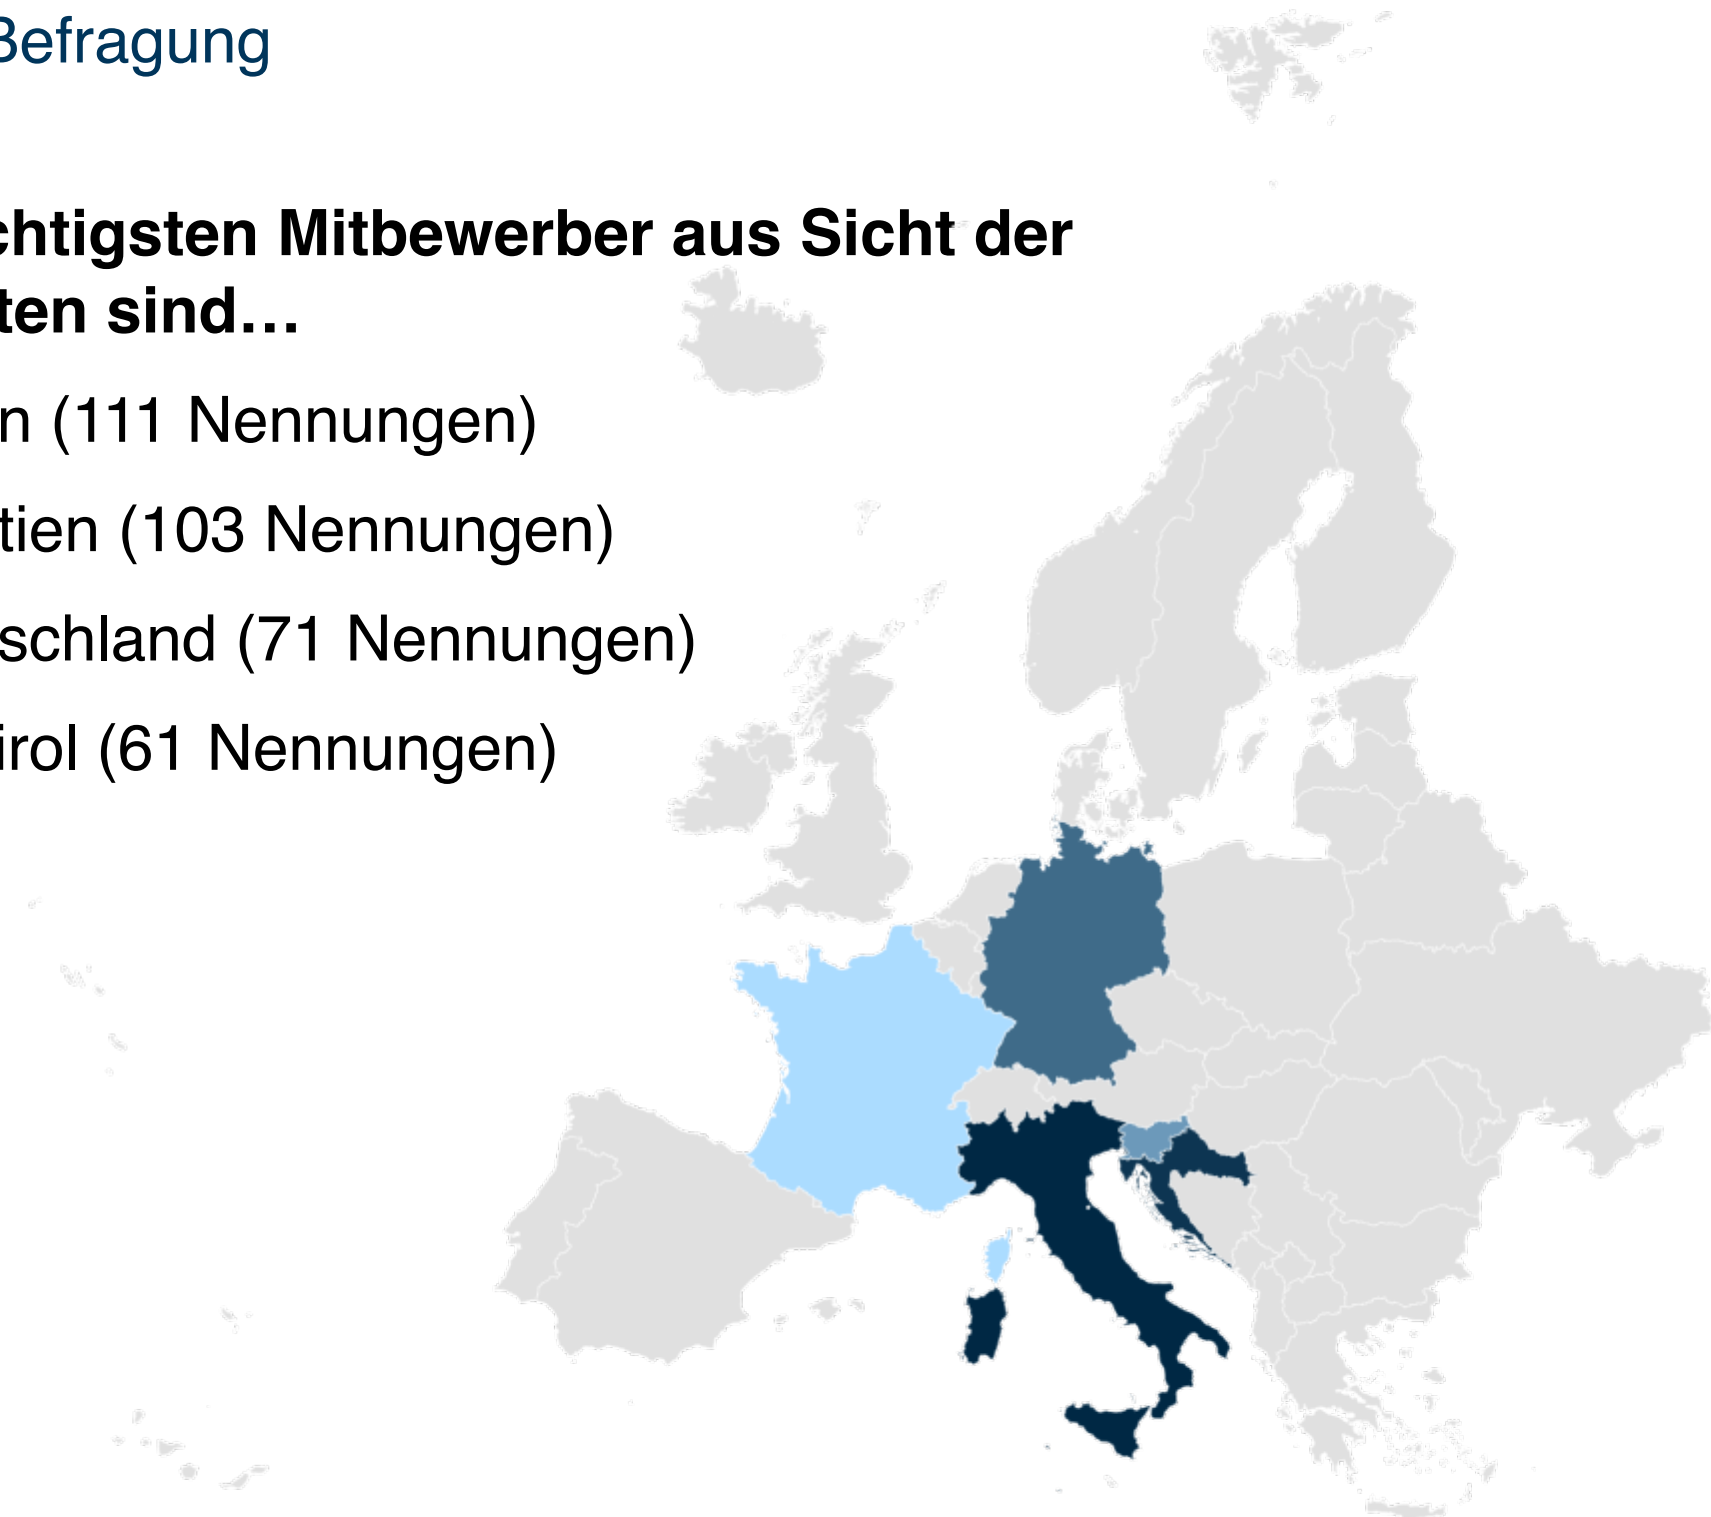 Befragung
chtigsten Mitbewerber aus Sicht der
ten sind…
n (111 Nennungen)
tien (103 Nennungen)
schland (71 Nennungen)
irol (61 Nennungen)